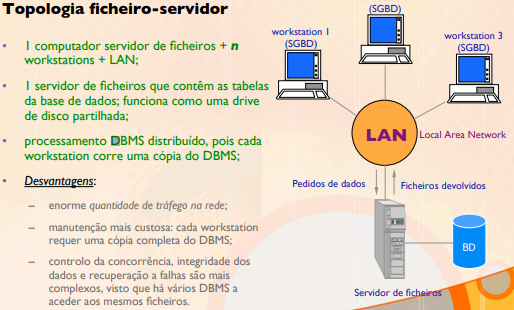 Topologia ficheiro-servidor
• 1 computador servidor de ficheiros + n
workstations + LAN;
• 1 servidor de ficheiros que contêm as tabelas
da base de dados; funciona como uma drive
de disco partilhada;
• processamento DBMS distribuído, pois cada
workstation corre uma cópia do DBMS;
• Desvantagens:
– enorme quantidade de tráfego na rede;
– manutenção mais custosa: cada workstation
requer uma cópia completa do DBMS;
– controlo da concorrência, integridade dos
dados e recuperação a falhas são mais
complexos, visto que há vários DBMS a
aceder aos mesmos ficheiros.
(SGBD)
workstation 1
(SGBD)
workstation 3
(SGBD)
LAN
Local Area Network
Pedidos de dados
Ficheiros devolvidos
BD
Servidor de ficheiros